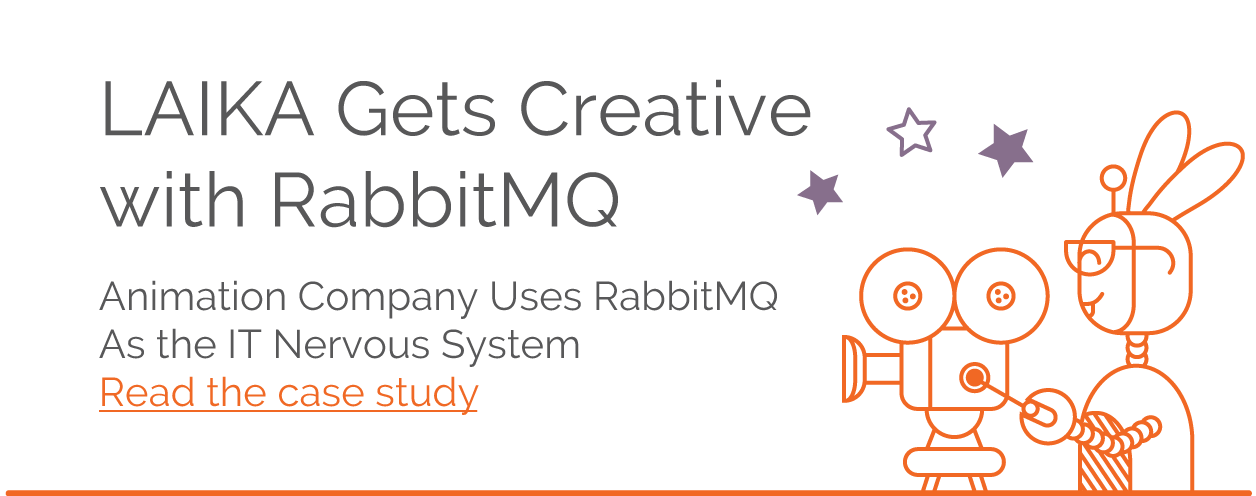 LAIKA Gets Creative
with RabbitMQ
Animation Company Uses RabbitMQ
As the IT Nervous System
Read the case study